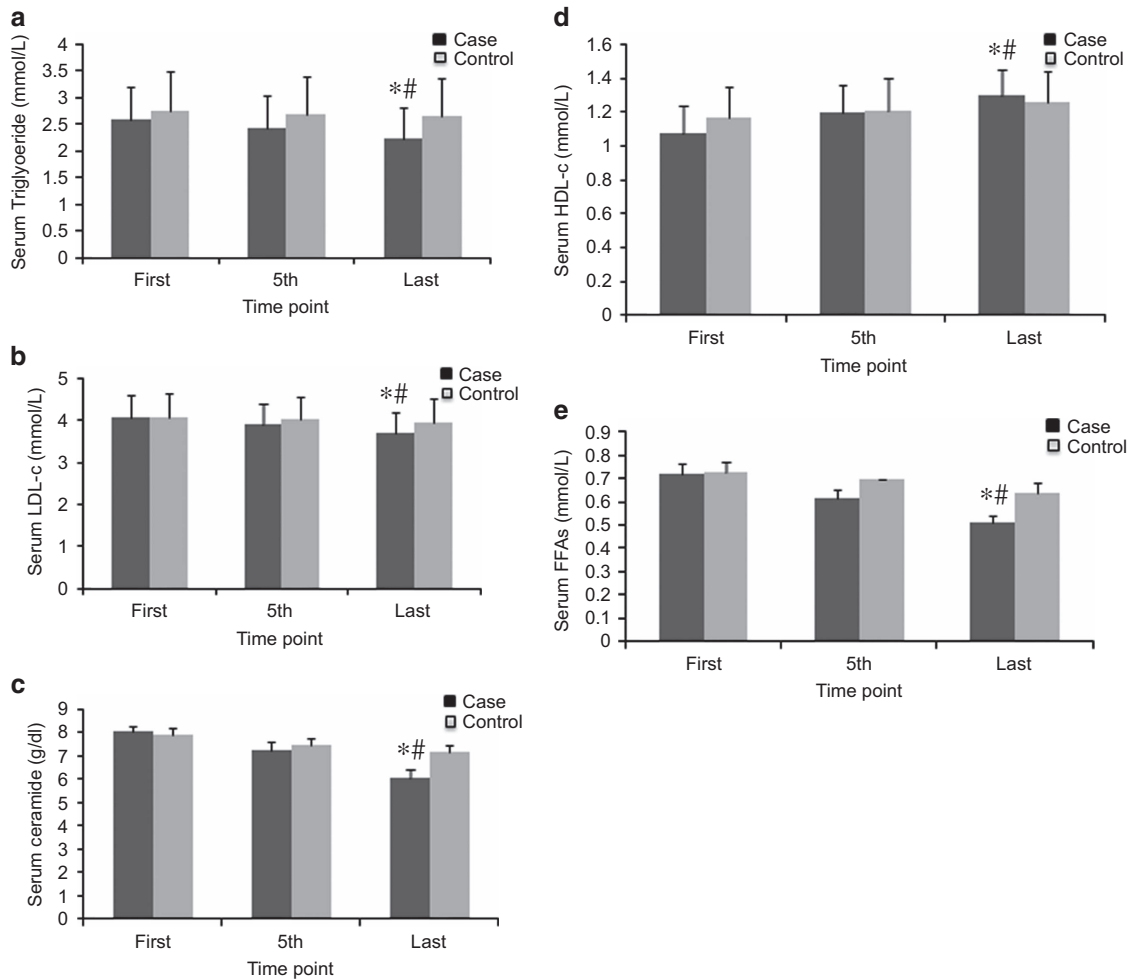 a
Case
Control
Serum Triglyoeride (mmol/L)
4
3.5
3
2.5
2
1.5
1
0.5
0
*#
First 5th Last
Time point
b
Case
Control
Serum LDL-c (mmol/L)
5
4
3
2
1
0
*#
First 5th Last
Time point
c
Case
Control
Serum ceramide (g/dl)
9
8
7
6
5
4
3
2
1
0
*#
First 5th Last
Time point
d
Case
Control
Serum HDL-c (mmol/L)
1.6
1.4
1.2
1
0.8
0.6
0.4
0.2
0
*#
First 5th Last
Time point
e
Case
Control
Serum FFAs (mmol/L)
0.9
0.8
0.7
0.6
0.5
0.4
0.3
0.2
0.1
0
*#
First 5th Last
Time point